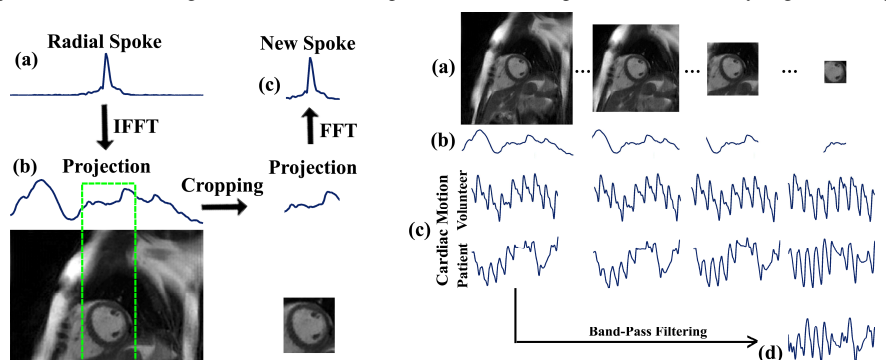 Radial Spoke
New Spoke
(a)
(c)
IFFT
FFT
(b)
Projection
Cropping
Projection
(a)
...
...
...
(b)
(c)
Cardiac Motion
Volunteer
Patient
Band-Pass Filtering
(d)